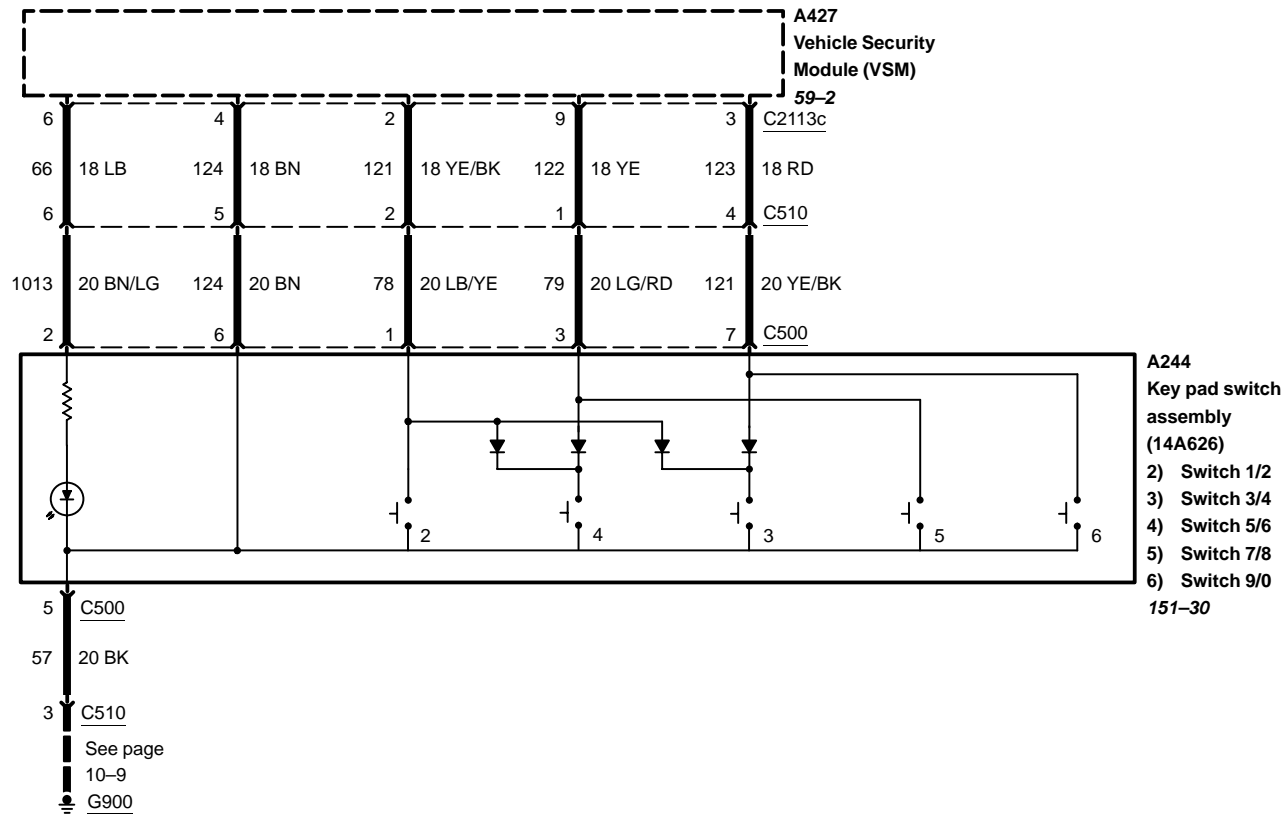 A427
Vehicle Security
Module (VSM)
59–2
6 4 2 9 3 C2113c
66 18 LB 124 18 BN 121 18 YE/BK 122 18 YE 123 18 RD
6 5 2 1 4 C510
1013 20 BN/LG 124 20 BN 78 20 LB/YE 79 20 LG/RD 121 20 YE/BK
2 6 1 3 7 C500
A244
Key pad switch
assembly
(14A626)
2) Switch 1/2
3) Switch 3/4
4) Switch 5/6
5) Switch 7/8
6) Switch 9/0
151–30
2 4 3 5 6
5 C500
57 20 BK
3 C510
See page
10–9
G900